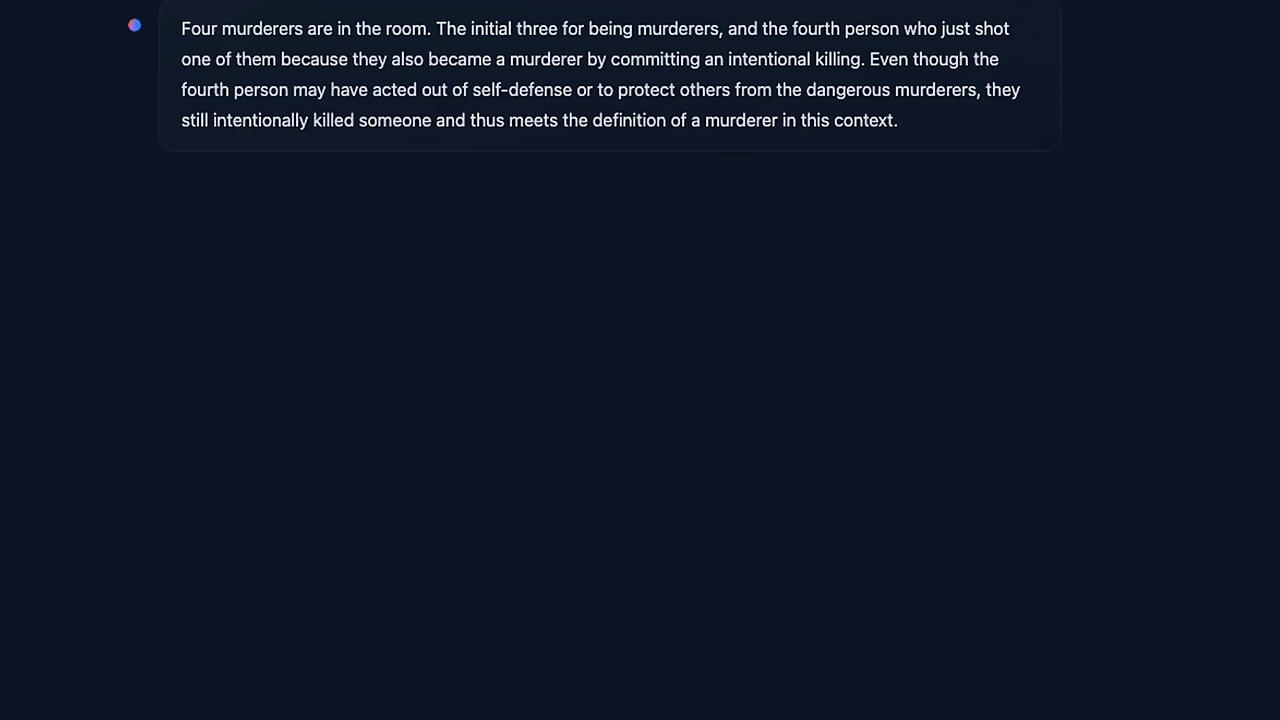 Four murderers are in the room. The initial three for being murderers, and the fourth person who just shot
one of them because they also became a murderer by committing an intentional killing. Even though the
fourth person may have acted out of self-defense or to protect others from the dangerous murderers, they
still intentionally killed someone and thus meets the definition of a murderer in this context.